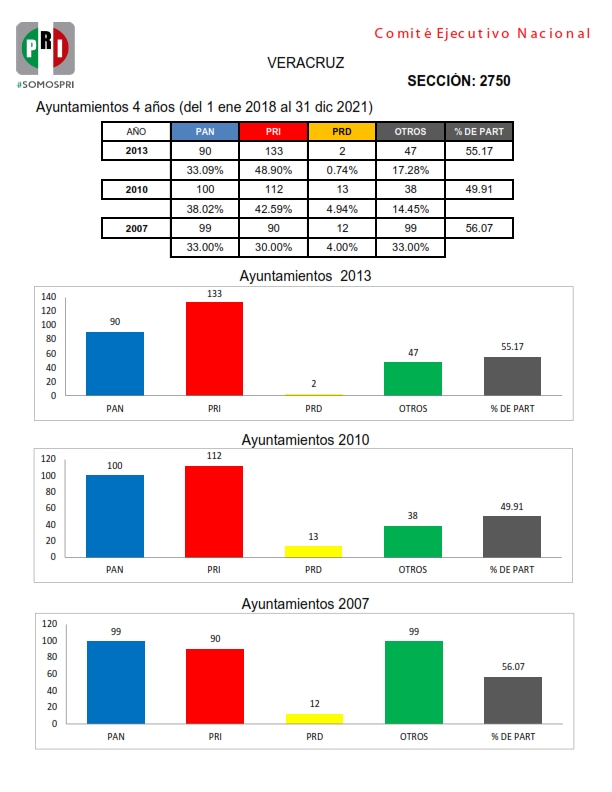 Comité Ejecutivo Nacional
PRI
#SOMOSPRI
VERACRUZ
SECCIÓN: 2750
Ayuntamientos 4 años (del 1 ene 2018 al 31 dic 2021)
AÑO PAN PRI PRD OTROS % DE PART
2013 90 133 2 47 55.17
33.09% 48.90% 0.74% 17.28%
2010 100 112 13 38 49.91
38.02% 42.59% 4.94% 14.45%
2007 99 90 12 99 56.07
33.00% 30.00% 4.00% 33.00%
Ayuntamientos 2013
140
120
100
80
60
40
20
0
90 133 2 47 55.17
PAN PRI PRD OTROS % DE PART
Ayuntamientos 2010
120
100
80
60
40
20
0
100 112 13 38 49.91
PAN PRI PRD OTROS % DE PART
Ayuntamientos 2007
120
100
80
60
40
20
0
99 90 12 99 56.07
PAN PRI PRD OTROS % DE PART